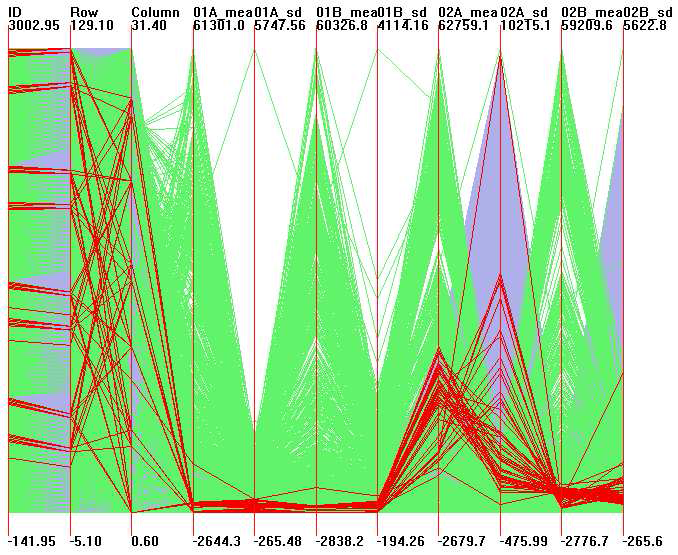 ID Row Column 01A_mea01A_sd 01B_mea01B_sd 02A_mea02A_sd 02B_mea02B_sd
3002.95 129.10 31.40 61301.0 5747.56 60326.8 4114.16 62759.1 10215.1 59209.6 5622.8
-141.95 -5.10 0.60 -2644.3 -265.48 -2838.2 -194.26 -2679.7 -475.99 -2776.7 -265.6